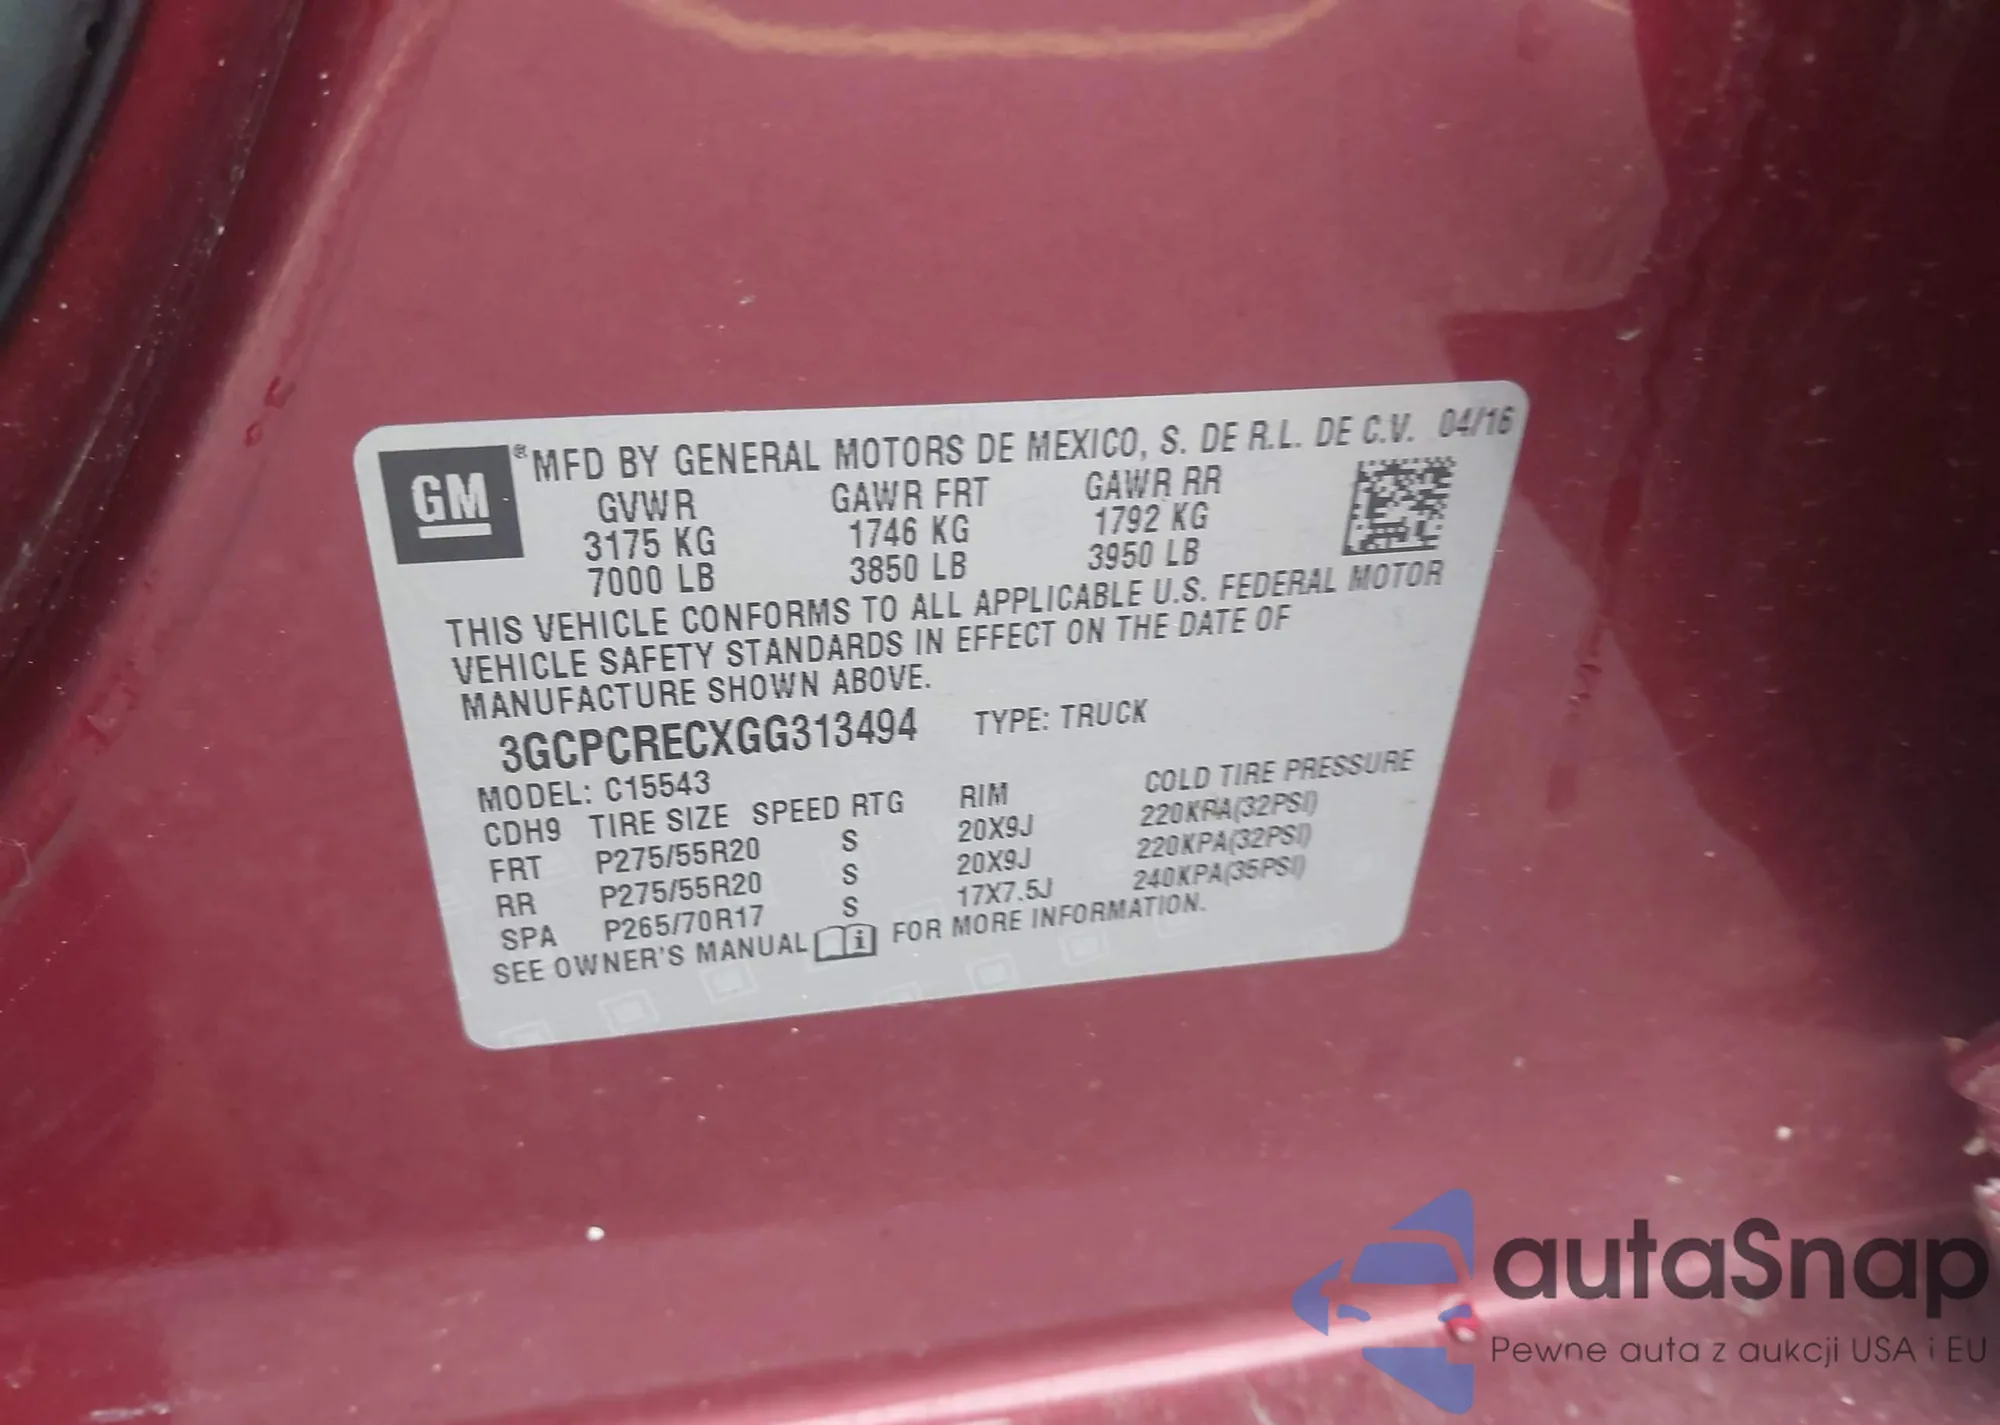 GM ® MFD BY GENERAL MOTORS DE MEXICO, S. DE R.L. DE C.V. 04/16
GVWR GAWR FRT GAWR RR
3175 KG 1746 KG 1792 KG
7000 LB 3850 LB 3950 LB
THIS VEHICLE CONFORMS TO ALL APPLICABLE U.S. FEDERAL MOTOR
VEHICLE SAFETY STANDARDS IN EFFECT ON THE DATE OF
MANUFACTURE SHOWN ABOVE.
3GCPCRECXGG313494 TYPE: TRUCK
MODEL: C15543
CDH9 TIRE SIZE SPEED RTG RIM COLD TIRE PRESSURE
FRT P275/55R20 S 20X9J 220KPA(32PSI)
RR P275/55R20 S 20X9J 220KPA(32PSI)
SPA P265/70R17 S 17X7.5J 240KPA(35PSI)
SEE OWNER'S MANUAL FOR MORE INFORMATION.
autaSnap
Pewne auta z aukcji USA i EU